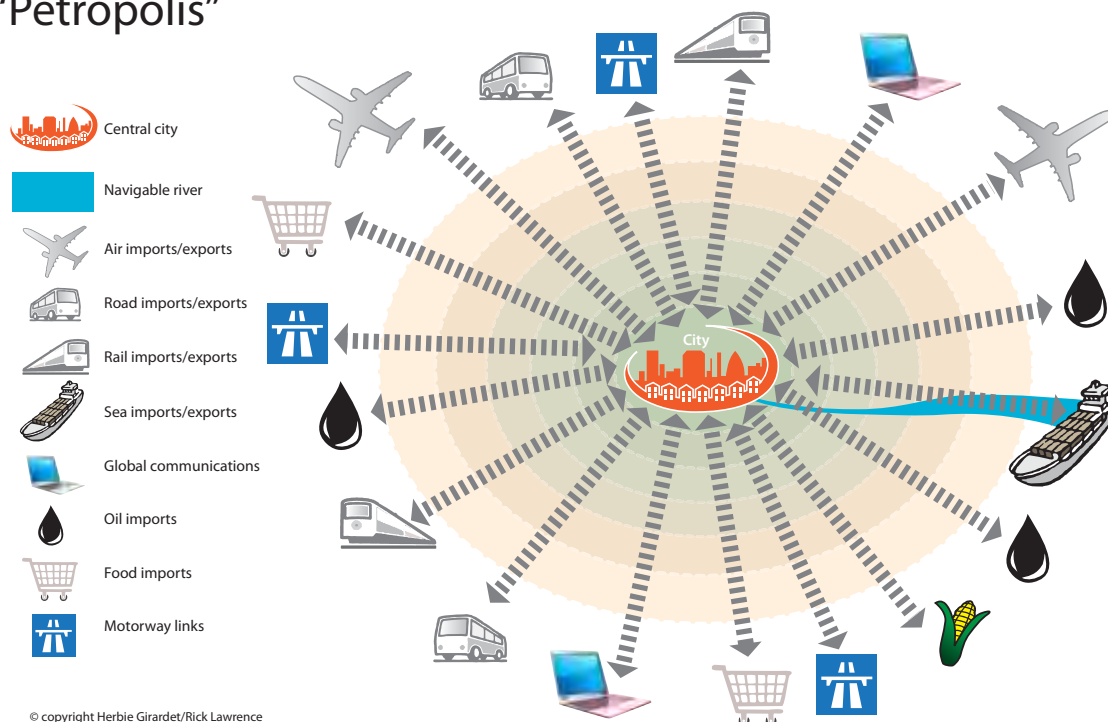 “Petropolis”
Central city
Navigable river
Air imports/exports
Road imports/exports
Rail imports/exports
Sea imports/exports
Global communications
Oil imports
Food imports
Motorway links
City
© copyright Herbie Girardet/Rick Lawrence